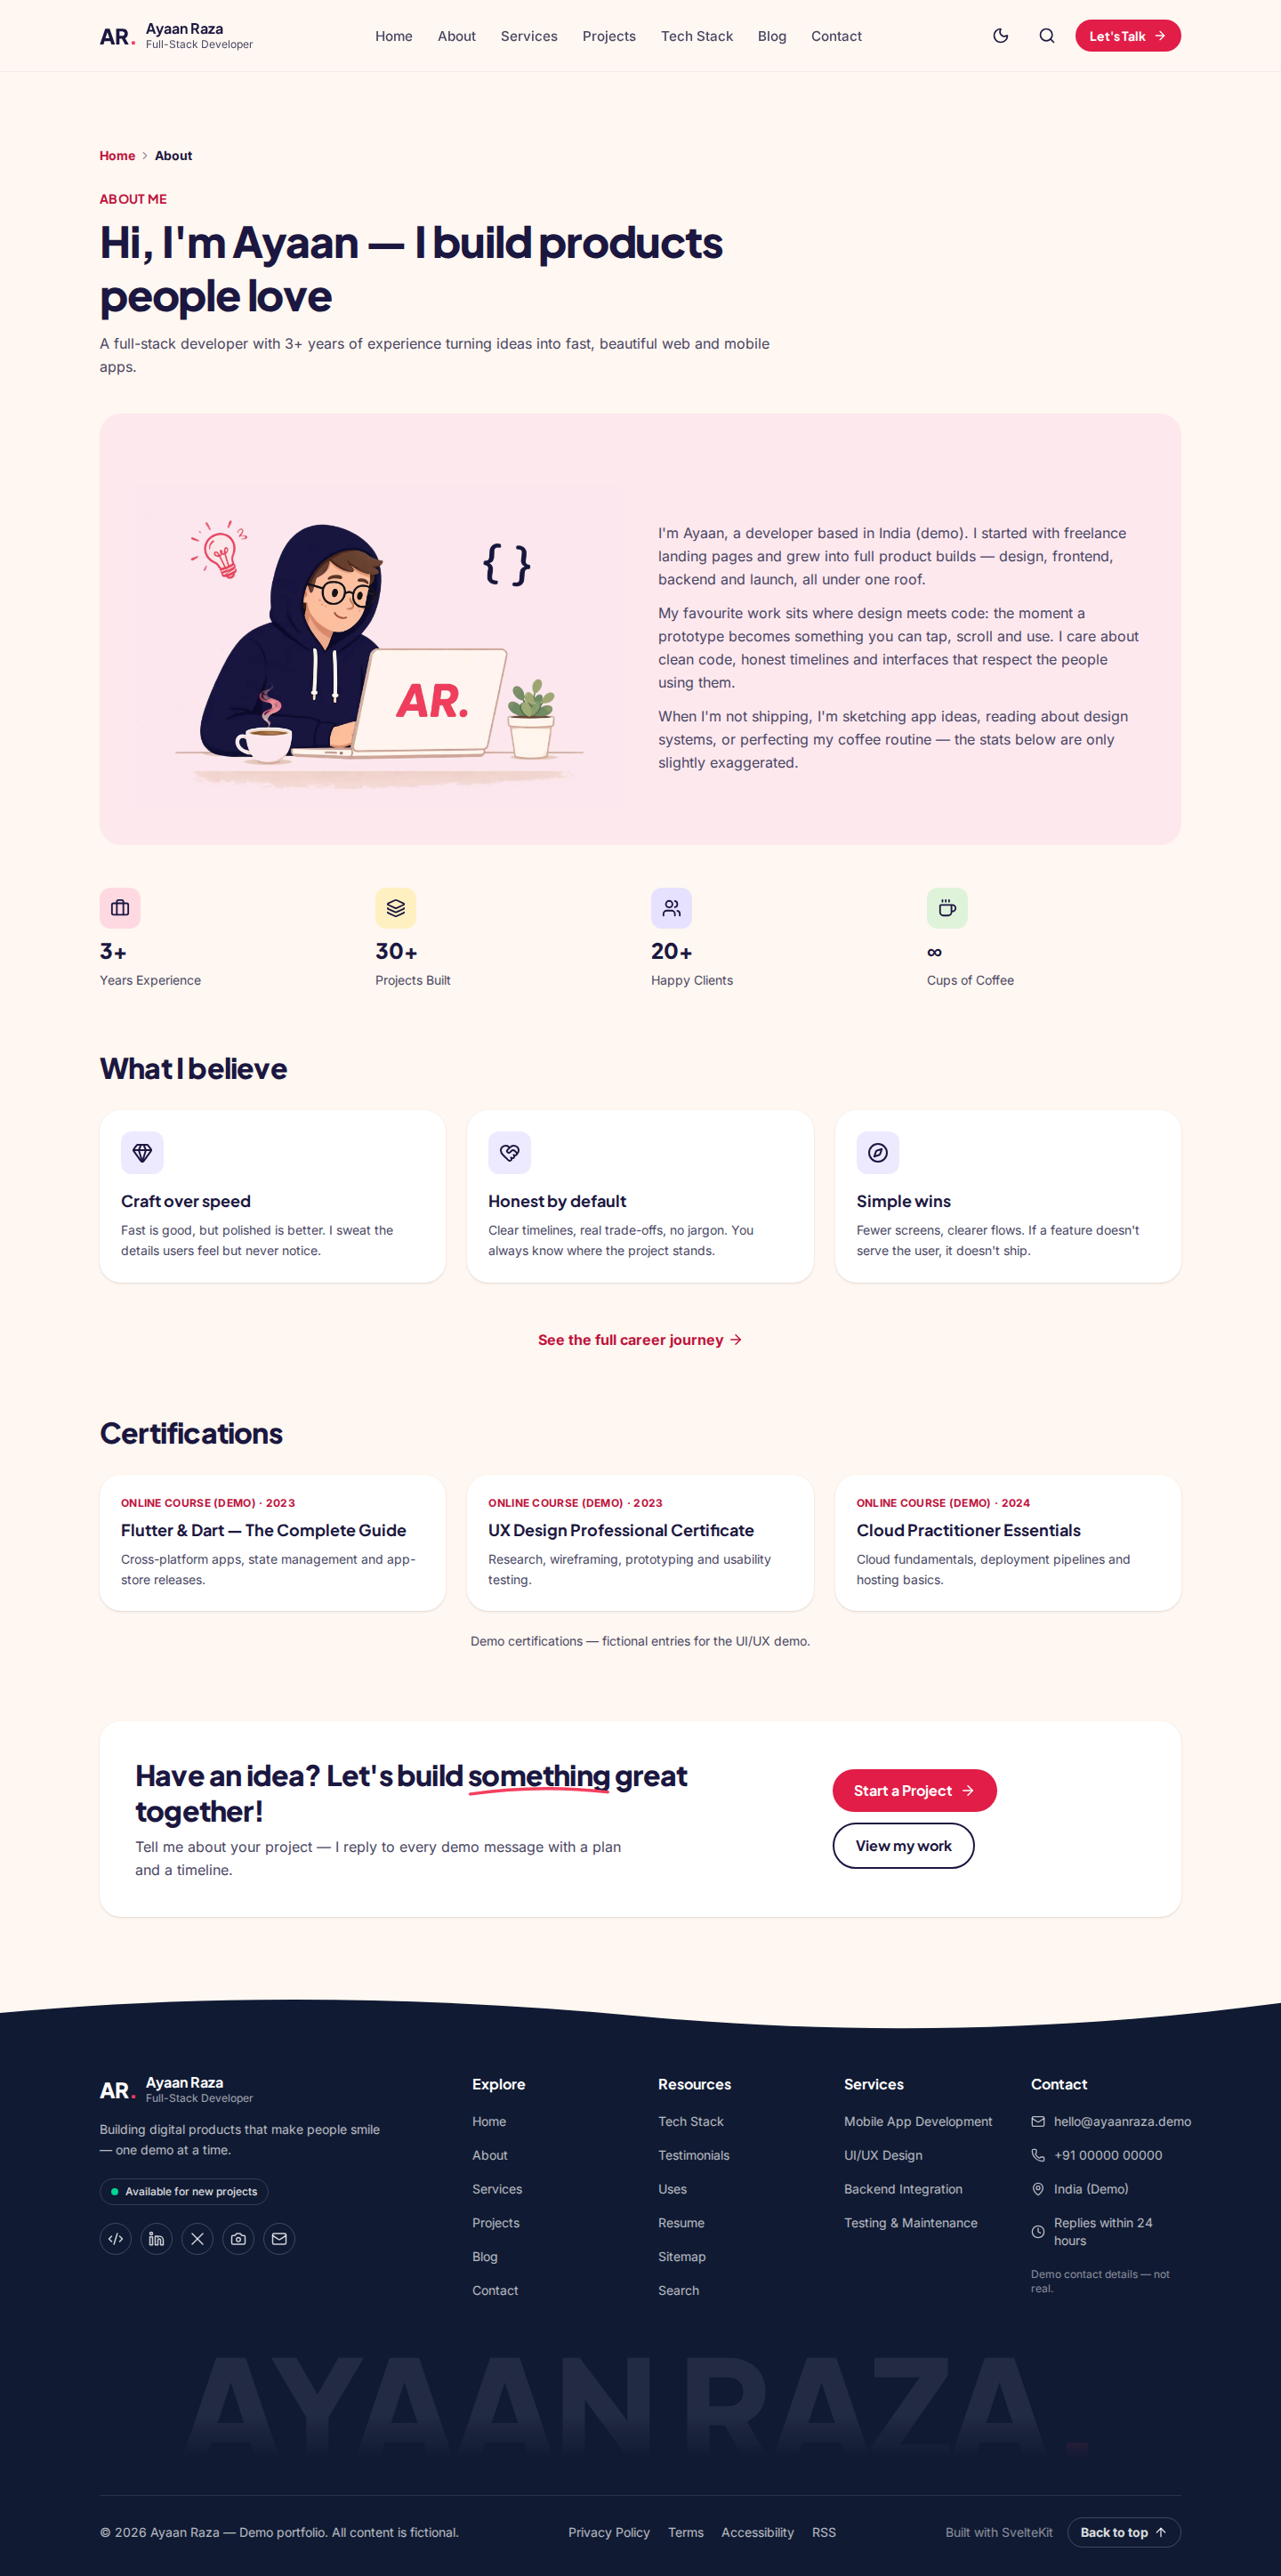 AR.
Ayaan Raza
Full-Stack Developer
Home
About
Services
Projects
Tech Stack
Blog
Contact
Let's Talk →
Home > About
ABOUT ME
Hi, I'm Ayaan — I build products
people love
A full-stack developer with 3+ years of experience turning ideas into fast, beautiful web and mobile
apps.
{ }
AR.
I'm Ayaan, a developer based in India (demo). I started with freelance
landing pages and grew into full product builds — design, frontend,
backend and launch, all under one roof.
My favourite work sits where design meets code: the moment a
prototype becomes something you can tap, scroll and use. I care about
clean code, honest timelines and interfaces that respect the people
using them.
When I'm not shipping, I'm sketching app ideas, reading about design
systems, or perfecting my coffee routine — the stats below are only
slightly exaggerated.
3+
Years Experience
30+
Projects Built
20+
Happy Clients
∞
Cups of Coffee
What I believe
Craft over speed
Fast is good, but polished is better. I sweat the
details users feel but never notice.
Honest by default
Clear timelines, real trade-offs, no jargon. You
always know where the project stands.
Simple wins
Fewer screens, clearer flows. If a feature doesn't
serve the user, it doesn't ship.
See the full career journey →
Certifications
ONLINE COURSE (DEMO) · 2023
Flutter & Dart — The Complete Guide
Cross-platform apps, state management and app-
store releases.
ONLINE COURSE (DEMO) · 2023
UX Design Professional Certificate
Research, wireframing, prototyping and usability
testing.
ONLINE COURSE (DEMO) · 2024
Cloud Practitioner Essentials
Cloud fundamentals, deployment pipelines and
hosting basics.
Demo certifications — fictional entries for the UI/UX demo.
Have an idea? Let's build something great
together!
Tell me about your project — I reply to every demo message with a plan
and a timeline.
Start a Project →
View my work
AR.
Ayaan Raza
Full-Stack Developer
Building digital products that make people smile
— one demo at a time.
Available for new projects
Explore
Home
About
Services
Projects
Blog
Contact
Resources
Tech Stack
Testimonials
Uses
Resume
Sitemap
Search
Services
Mobile App Development
UI/UX Design
Backend Integration
Testing & Maintenance
Contact
hello@ayaanraza.demo
+91 00000 00000
India (Demo)
Replies within 24
hours
Demo contact details — not
real.
AYAAN RAZA.
© 2026 Ayaan Raza — Demo portfolio. All content is fictional.
Privacy Policy
Terms
Accessibility
RSS
Built with SvelteKit
Back to top ↑